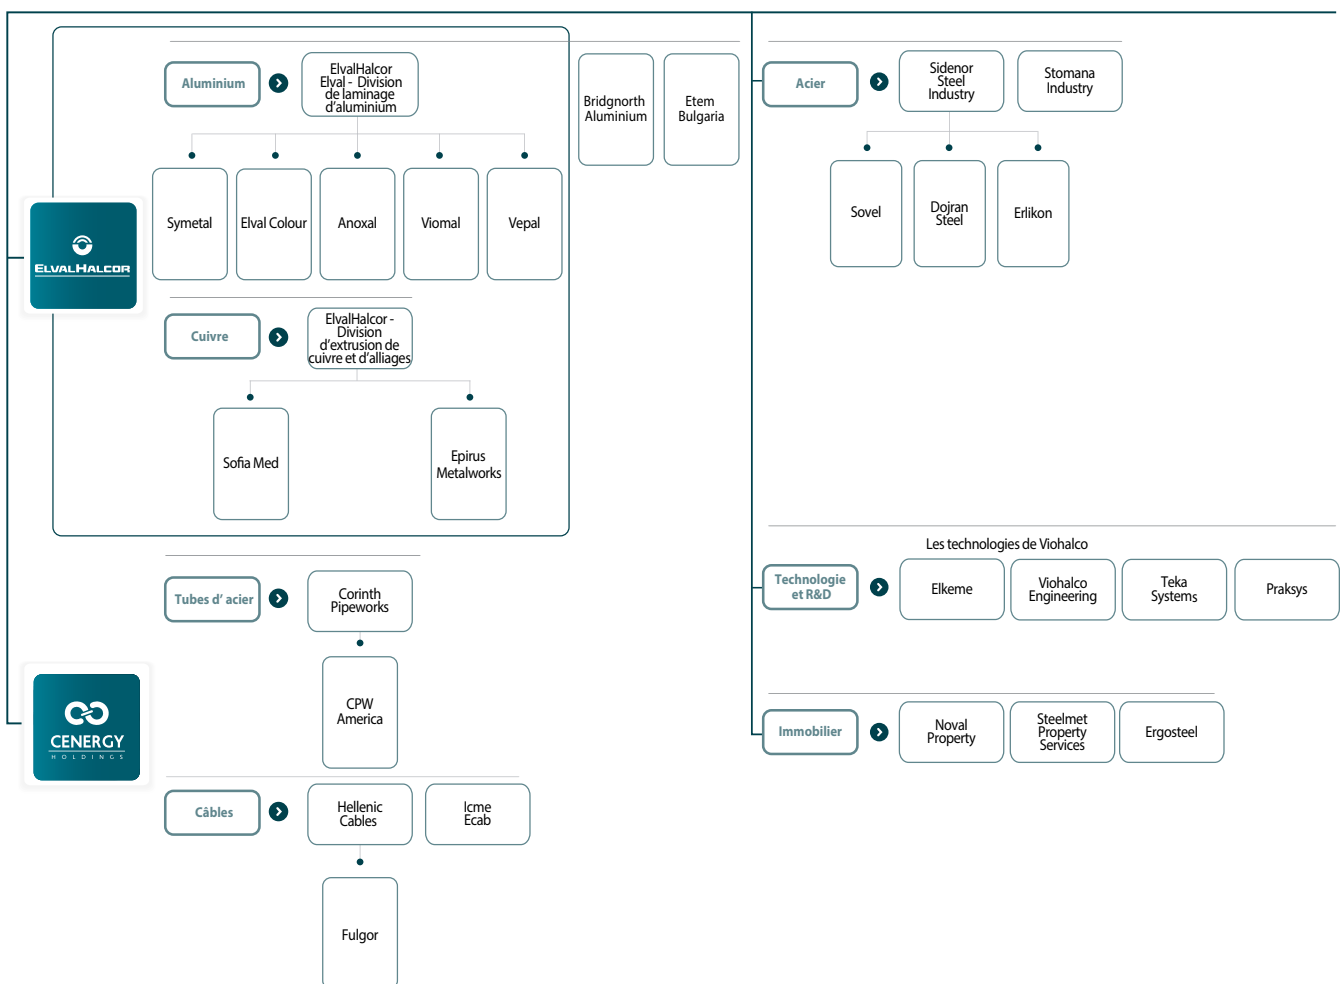 Aluminium
ElvalHalcor
Elval - Division
de laminage
d'aluminium
Bridgnorth
Aluminium
Etem
Bulgaria
Symetal
Elval Colour
Anoxal
Viomal
Vepal
ELVALHALCOR
Cuivre
ElvalHalcor -
Division
d'extrusion de
cuivre et d'alliages
Sofia Med
Epirus
Metalworks
Tubes d' acier
Corinth
Pipeworks
CPW
America
CENERGY
HOLDINGS
Câbles
Hellenic
Cables
Icme
Ecab
Fulgor
Acier
Sidenor
Steel
Industry
Stomana
Industry
Sovel
Dojran
Steel
Erlikon
Les technologies de Viohalco
Technologie
et R&D
Elkeme
Viohalco
Engineering
Teka
Systems
Praksys
Immobilier
Noval
Property
Steelmet
Property
Services
Ergosteel